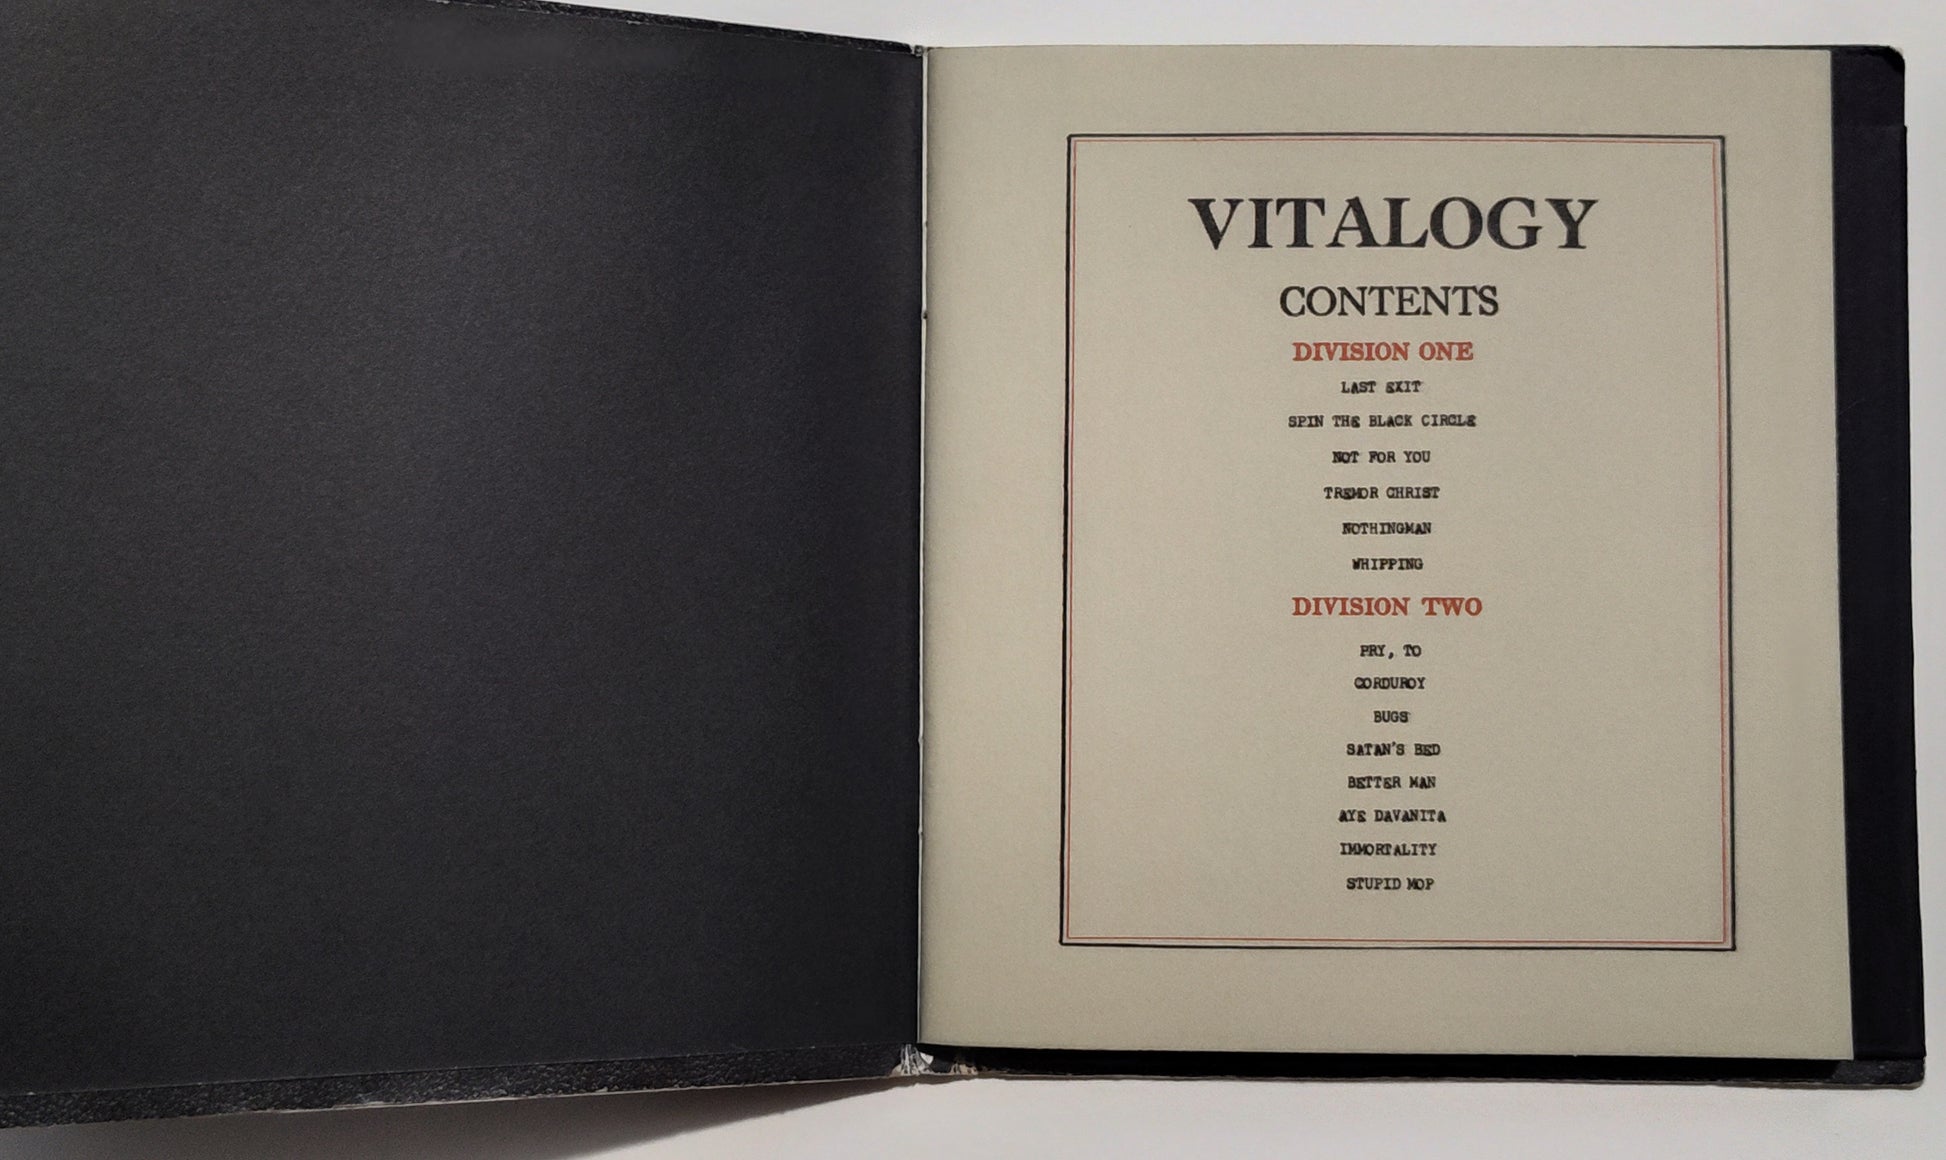 VITALOGY
CONTENTS
DIVISION ONE
LAST EXIT
SPIN THE BLACK CIRCLE
NOT FOR YOU
TREMOR CHRIST
NOTHINGMAN
WHIPPING
DIVISION TWO
PRY, TO
CORDUROY
BUGS
SATAN'S BED
BETTER MAN
AYE DAVANITA
IMMORTALITY
STUPID MOP